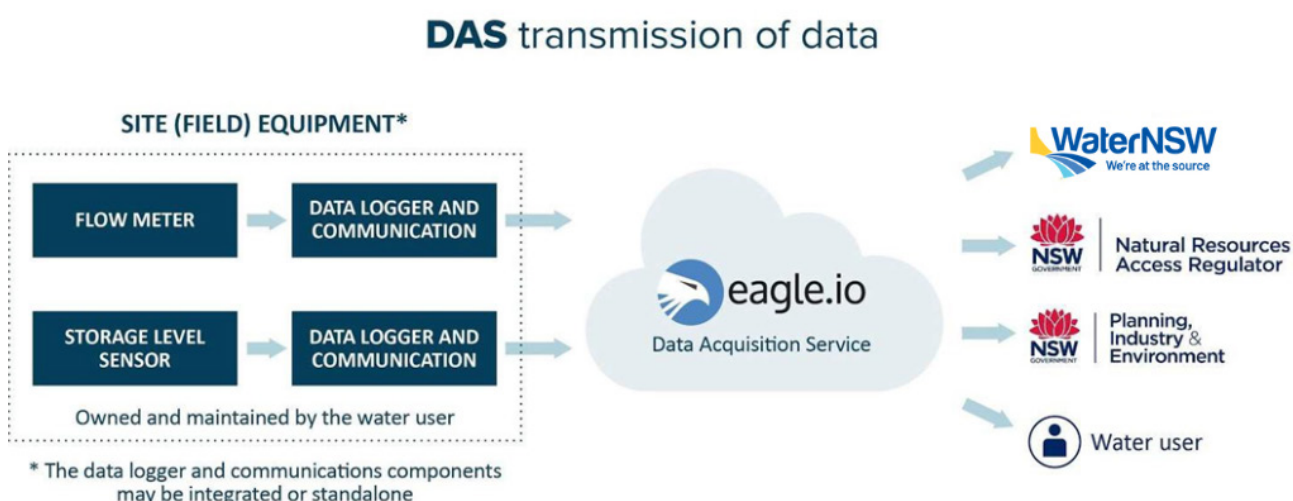 DAS transmission of data
SITE (FIELD) EQUIPMENT*
FLOW METER
DATA LOGGER AND
COMMUNICATION
STORAGE LEVEL
SENSOR
DATA LOGGER AND
COMMUNICATION
Owned and maintained by the water user
* The data logger and communications components
may be integrated or standalone
eagle.io
Data Acquisition Service
WaterNSW
We're at the source
NSW
GOVERNMENT
Natural Resources
Access Regulator
NSW
GOVERNMENT
Planning,
Industry &
Environment
Water user